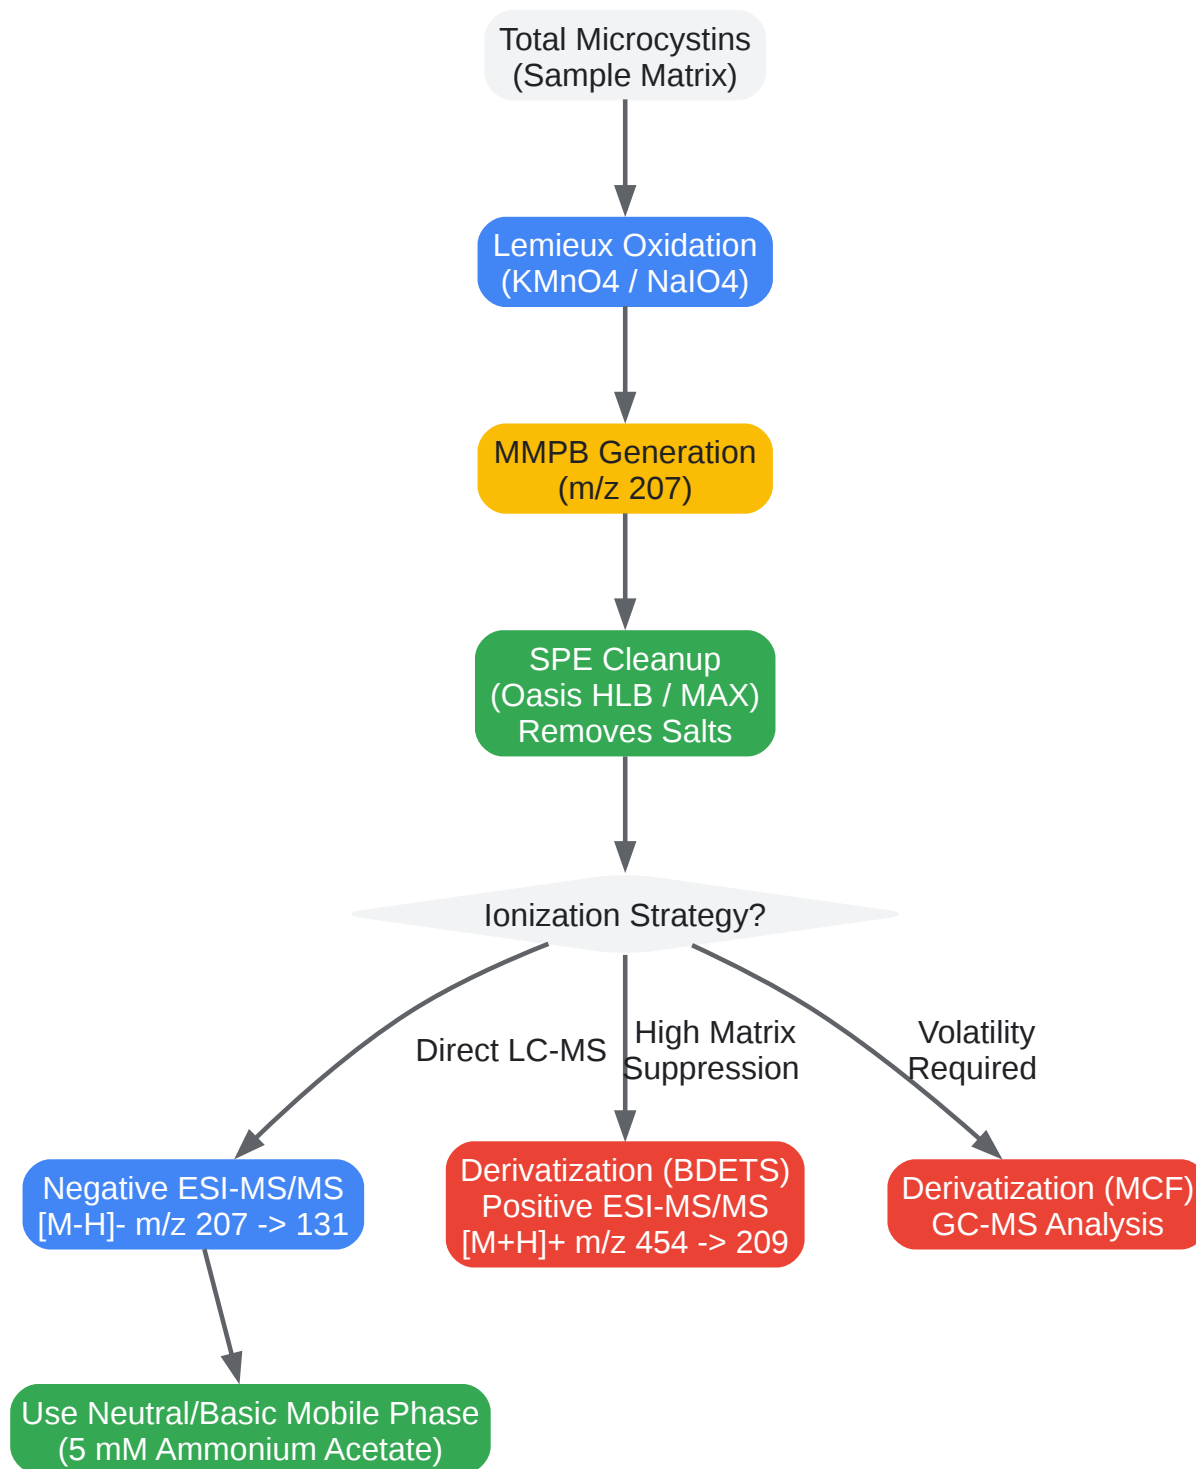 Total Microcystins
(Sample Matrix)
Lemieux Oxidation
(KMnO4 / NaIO4)
MMPB Generation
(m/z 207)
SPE Cleanup
(Oasis HLB / MAX)
Removes Salts
Ionization Strategy?
Direct LC-MS
High Matrix
Suppression
Volatility
Required
Negative ESI-MS/MS
[M-H]- m/z 207 -> 131
Derivatization (BDETS)
Positive ESI-MS/MS
[M+H]+ m/z 454 -> 209
Derivatization (MCF)
GC-MS Analysis
Use Neutral/Basic Mobile Phase
(5 mM Ammonium Acetate)